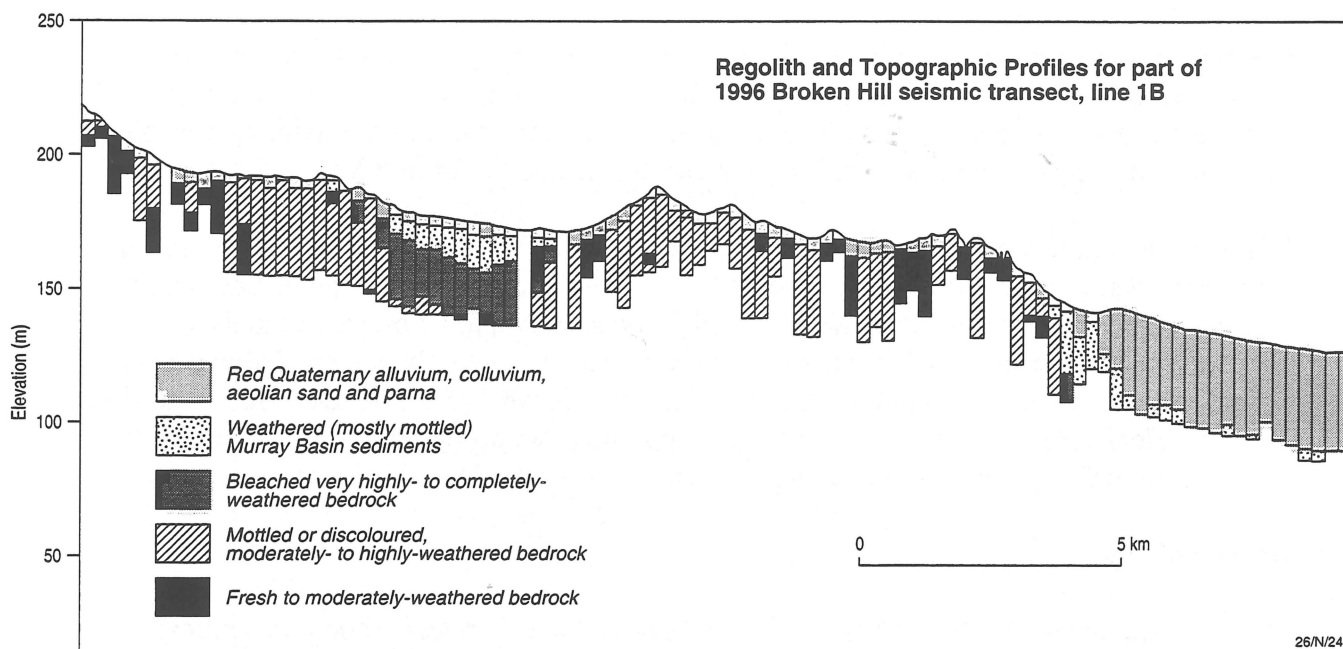 250
200
150
100
50
Elevation (m)
Regolith and Topographic Profiles for part of
1996 Broken Hill seismic transect, line 1B
Red Quaternary alluvium, colluvium,
aeolian sand and parna
Weathered (mostly mottled)
Murray Basin sediments
Bleached very highly- to completely-
weathered bedrock
Mottled or discoloured,
moderately- to highly-weathered bedrock
Fresh to moderately-weathered bedrock
0
5 km
26/N/24